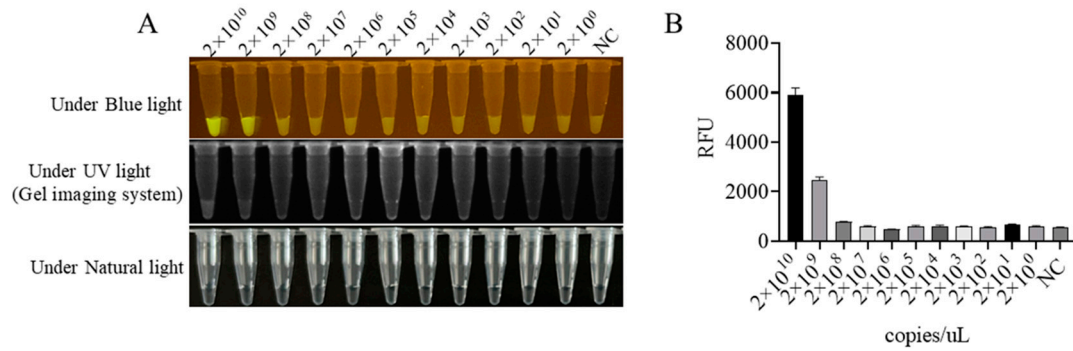 A
2×10¹⁰ 2×10⁹ 2×10⁸ 2×10⁷ 2×10⁶ 2×10⁵ 2×10⁴ 2×10³ 2×10² 2×10¹ 2×10⁰ NC
Under Blue light
Under UV light
(Gel imaging system)
Under Natural light
B
8000
6000
4000
2000
0
RFU
2×10¹⁰ 2×10⁹ 2×10⁸ 2×10⁷ 2×10⁶ 2×10⁵ 2×10⁴ 2×10³ 2×10² 2×10¹ 2×10⁰ NC
copies/uL